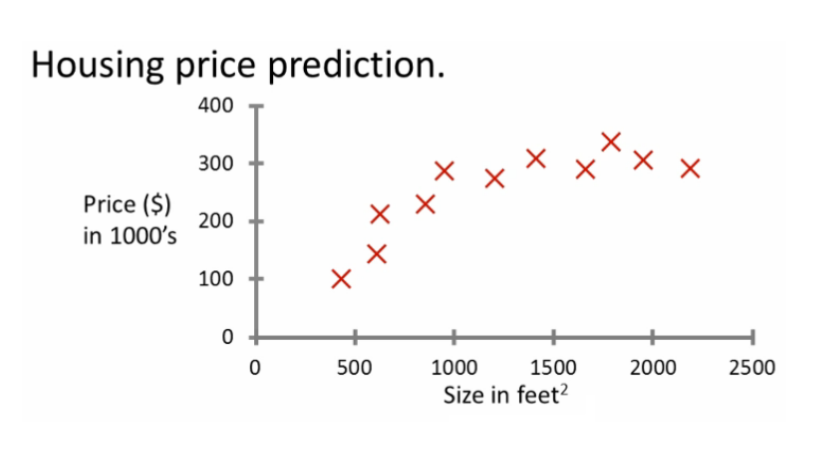 Housing price prediction.
400
300
Price ($)
in 1000’s
200
100
0
0 500 1000 1500 2000 2500
Size in feet²